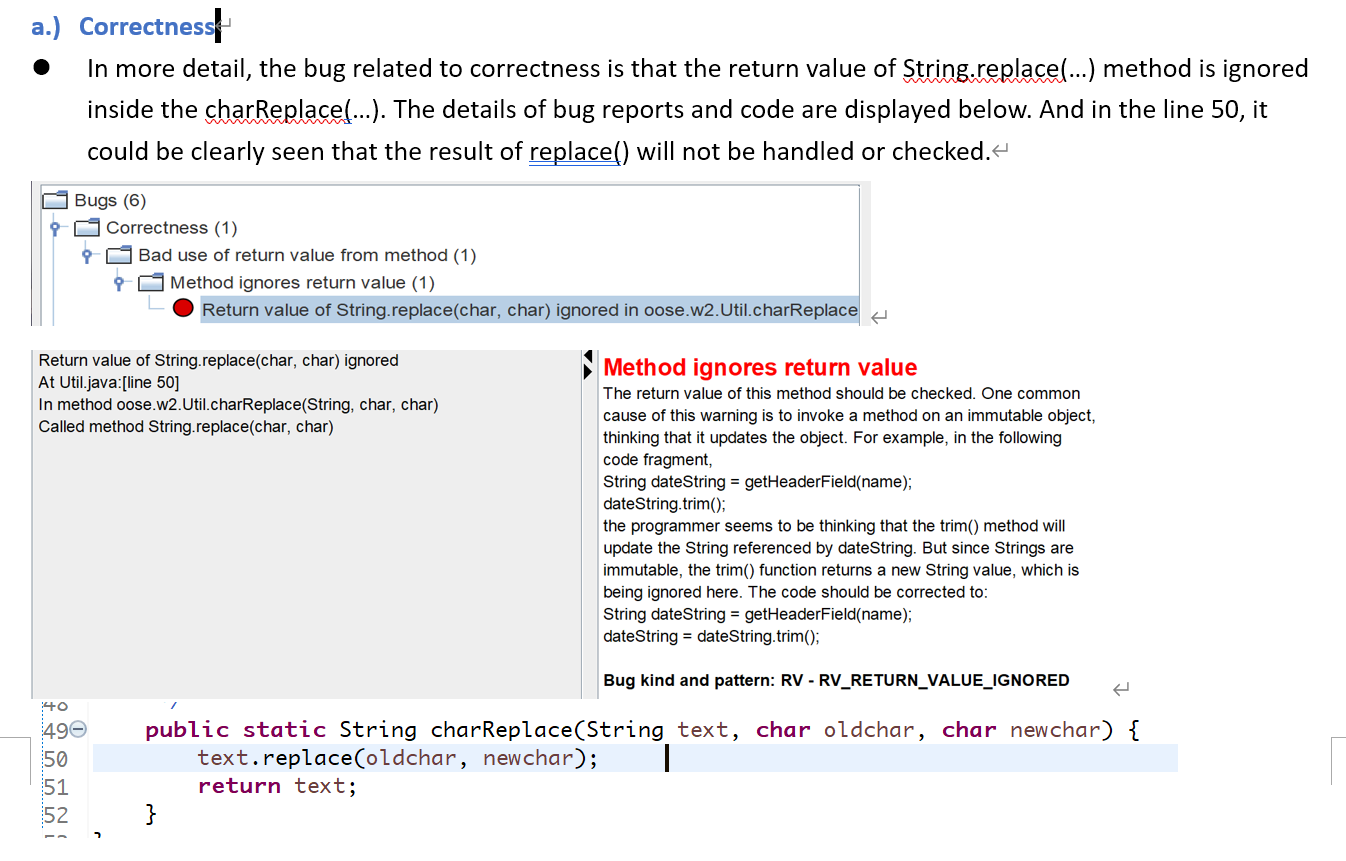 a.) Correctness
● In more detail, the bug related to correctness is that the return value of String.replace(...) method is ignored
inside the charReplace(...). The details of bug reports and code are displayed below. And in the line 50, it
could be clearly seen that the result of replace() will not be handled or checked.
Bugs (6)
Correctness (1)
Bad use of return value from method (1)
Method ignores return value (1)
Return value of String.replace(char, char) ignored in oose.w2.Util.charReplace
Return value of String.replace(char, char) ignored
At Util.java:[line 50]
In method oose.w2.Util.charReplace(String, char, char)
Called method String.replace(char, char)
Method ignores return value
The return value of this method should be checked. One common
cause of this warning is to invoke a method on an immutable object,
thinking that it updates the object. For example, in the following
code fragment,
String dateString = getHeaderField(name);
dateString.trim();
the programmer seems to be thinking that the trim() method will
update the String referenced by dateString. But since Strings are
immutable, the trim() function returns a new String value, which is
being ignored here. The code should be corrected to:
String dateString = getHeaderField(name);
dateString = dateString.trim();
Bug kind and pattern: RV - RV_RETURN_VALUE_IGNORED
49 public static String charReplace(String text, char oldchar, char newchar) {
50 text.replace(oldchar, newchar);
51 return text;
52 }